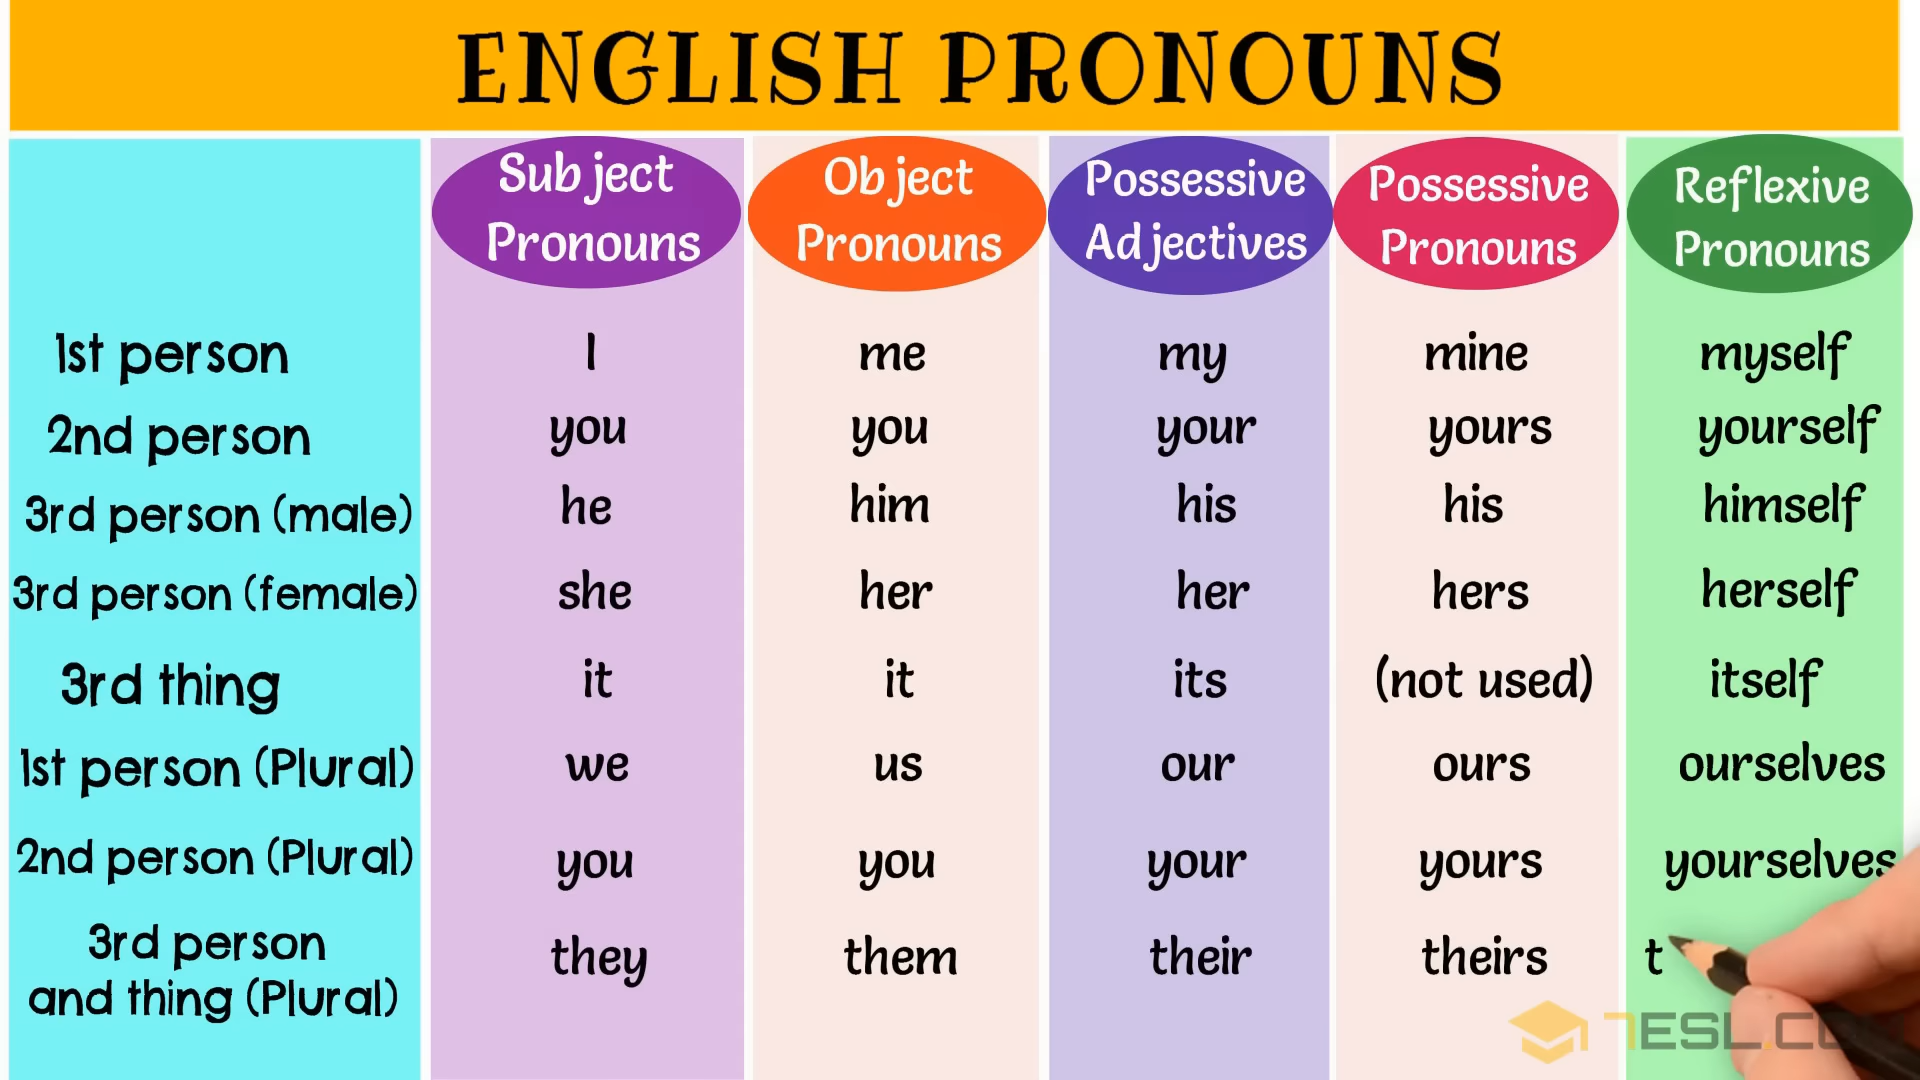 ENGLISH PRONOUNS
Subject Pronouns
Object Pronouns
Possessive Adjectives
Possessive Pronouns
Reflexive Pronouns
1st person I me my mine myself
2nd person you you your yours yourself
3rd person (male) he him his his himself
3rd person (female) she her her hers herself
3rd thing it it its (not used) itself
1st person (Plural) we us our ours ourselves
2nd person (Plural) you you your yours yourselves
3rd person and thing (Plural) they them their theirs t
7ESL.CO